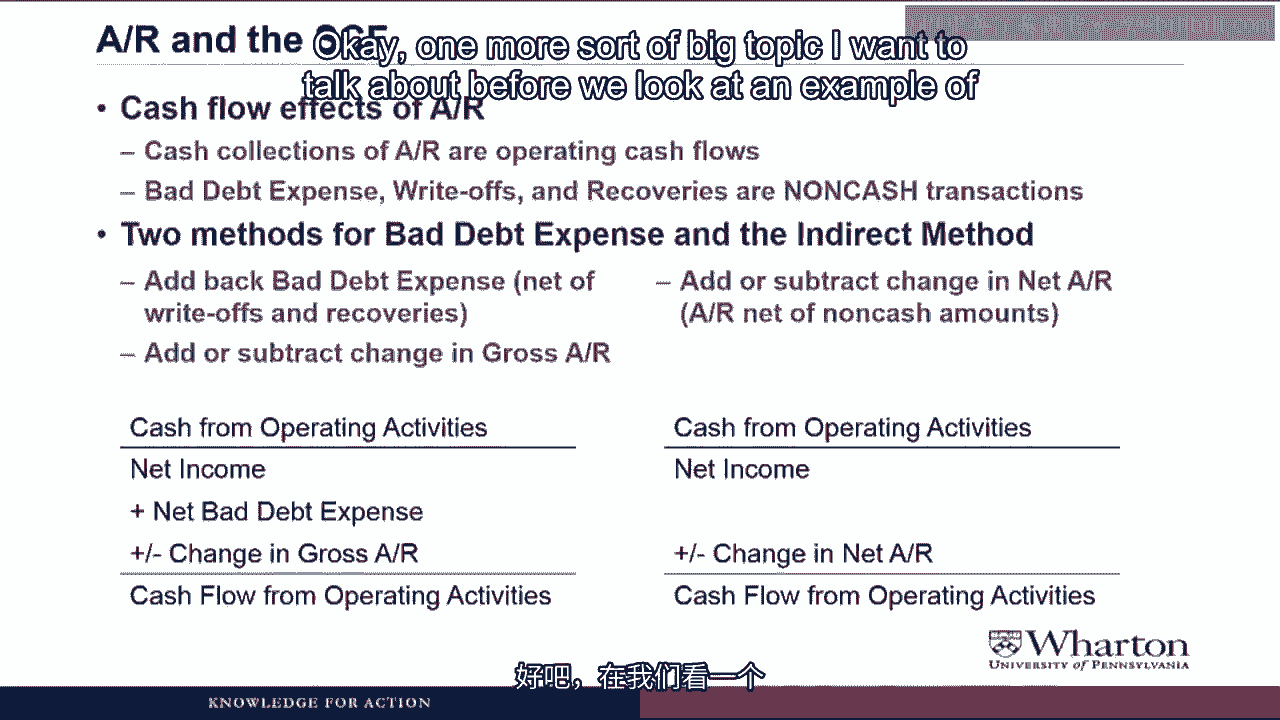 A/R and the
Okay, one more sort of big topic I want to
talk about before we look at an example of
• Cash flow effects of A/R
– Cash collections of A/R are operating cash flows
– Bad Debt Expense, Write-offs, and Recoveries are NONCASH transactions
• Two methods for Bad Debt Expense and the Indirect Method
– Add back Bad Debt Expense (net of
write-offs and recoveries)
– Add or subtract change in Gross A/R
– Add or subtract change in Net A/R
(A/R net of noncash amounts)
Cash from Operating Activities
Net Income
+ Net Bad Debt Expense
+/- Change in Gross A/R
Cash Flow from Operating Activities
Cash from Operating Activities
Net Income
+/- Change in Net A/R
Cash Flow from Operating Activities
Wharton
UNIVERSITY of PENNSYLVANIA
好吧，在我们看一个
KNOWLEDGE FOR ACTION